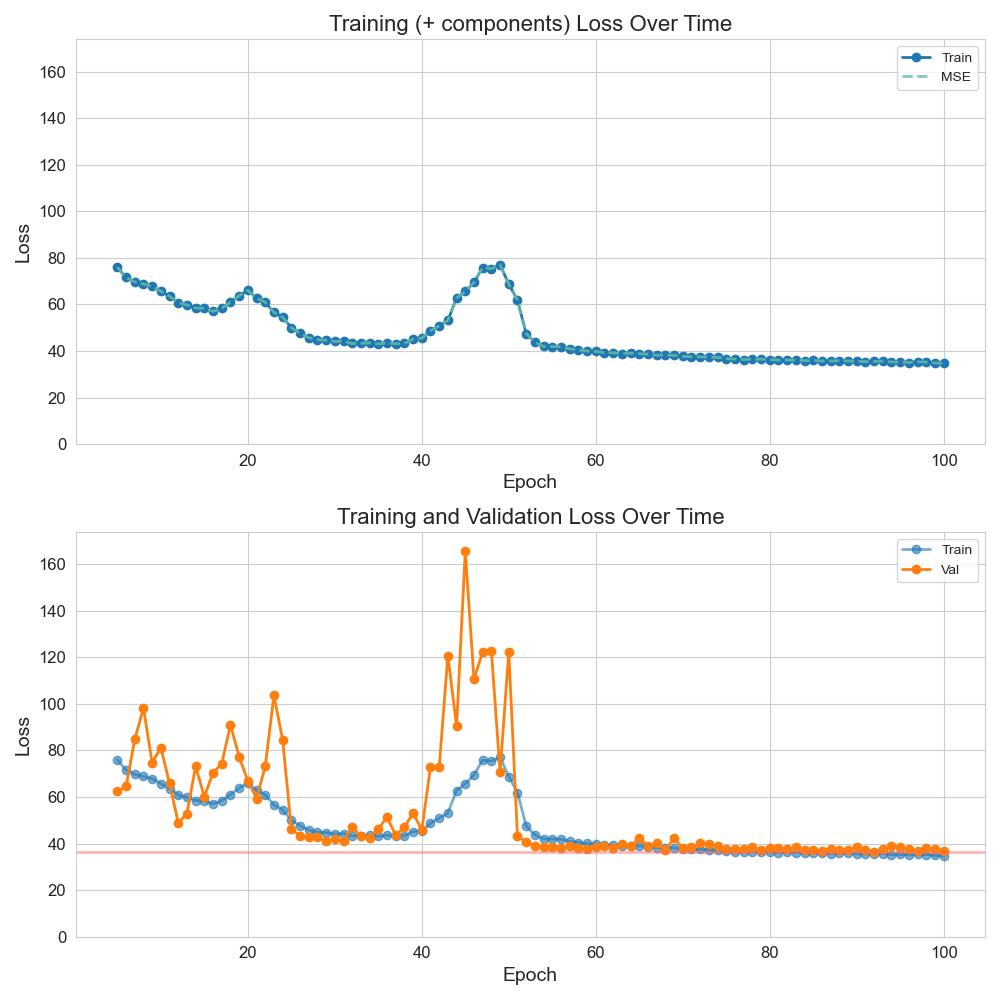 Training (+ components) Loss Over Time
Train
MSE
160
140
120
100
80
60
40
20
0
Loss
20 40 60 80 100
Epoch
Training and Validation Loss Over Time
Train
Val
160
140
120
100
80
60
40
20
0
Loss
20 40 60 80 100
Epoch